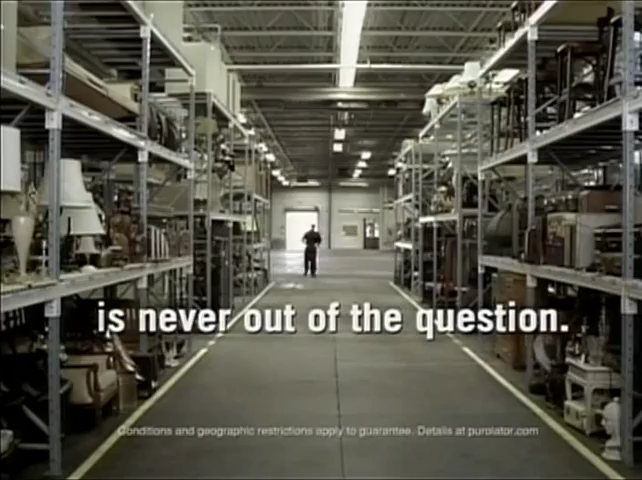 is never out of the question.
Conditions and geographic restrictions apply to guarantee. Details at purolator.com